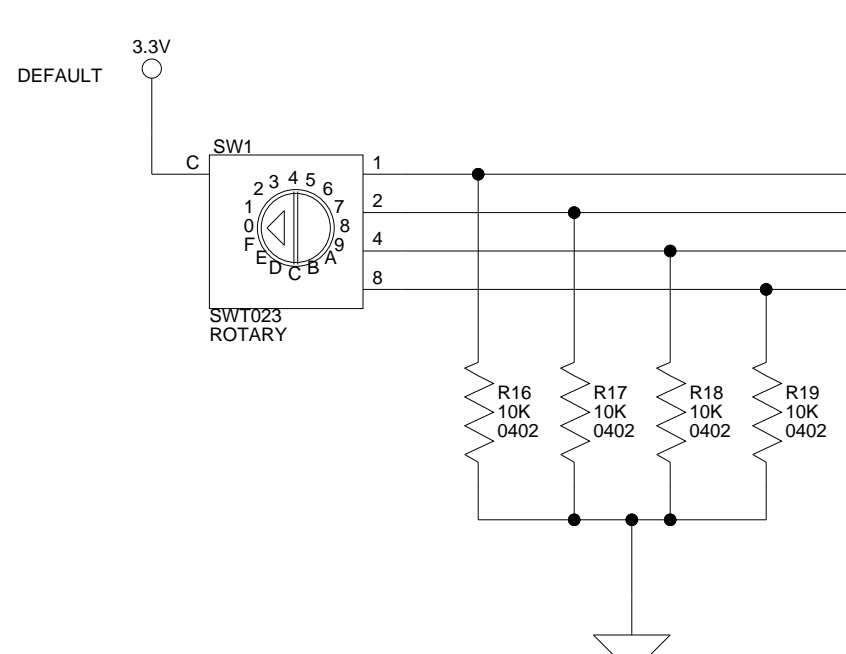 3.3V
DEFAULT
SW1
C
1
2
4
8
0
1
2
3
4
5
6
7
8
9
A
B
C
D
E
F
SWT023
ROTARY
R16
10K
0402
R17
10K
0402
R18
10K
0402
R19
10K
0402